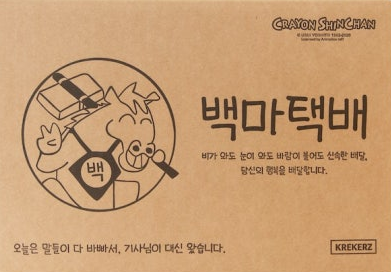 CRAYON SHINCHAN
백마택배
비가 와도 눈이 와도 바람이 불어도 신속한 배달,
당신의 행복을 배달합니다.
백
오늘은 말들이 다 바빠서, 기사님이 대신 왔습니다.
KREKERZ